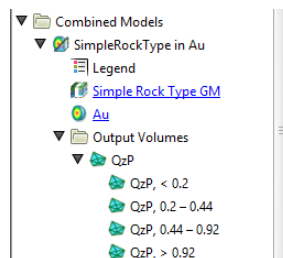 Combined Models
SimpleRockType in Au
Legend
Simple Rock Type GM
Au
Output Volumes
QzP
QzP, < 0.2
QzP, 0.2 – 0.44
QzP, 0.44 – 0.92
QzP, > 0.92